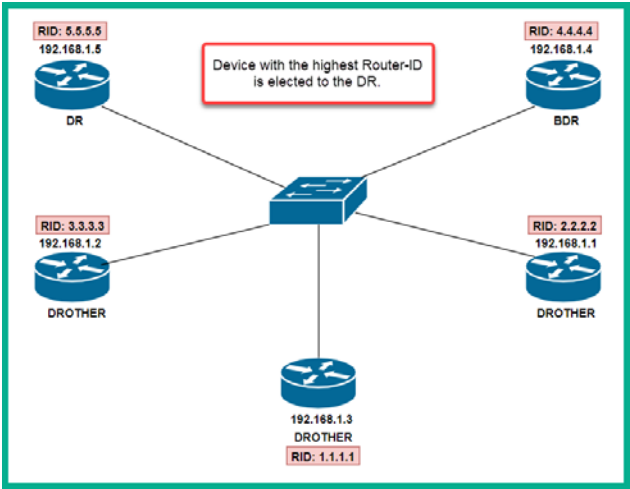 RID: 5.5.5.5
192.168.1.5
DR
Device with the highest Router-ID
is elected to the DR.
RID: 4.4.4.4
192.168.1.4
BDR
RID: 3.3.3.3
192.168.1.2
DROTHER
RID: 2.2.2.2
192.168.1.1
DROTHER
192.168.1.3
DROTHER
RID: 1.1.1.1